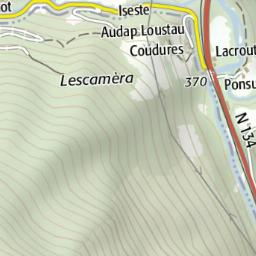 ot
Iseste
Audap Loustau
Coudures
Lacrout
Lescamèra
370
Ponsu
N 134